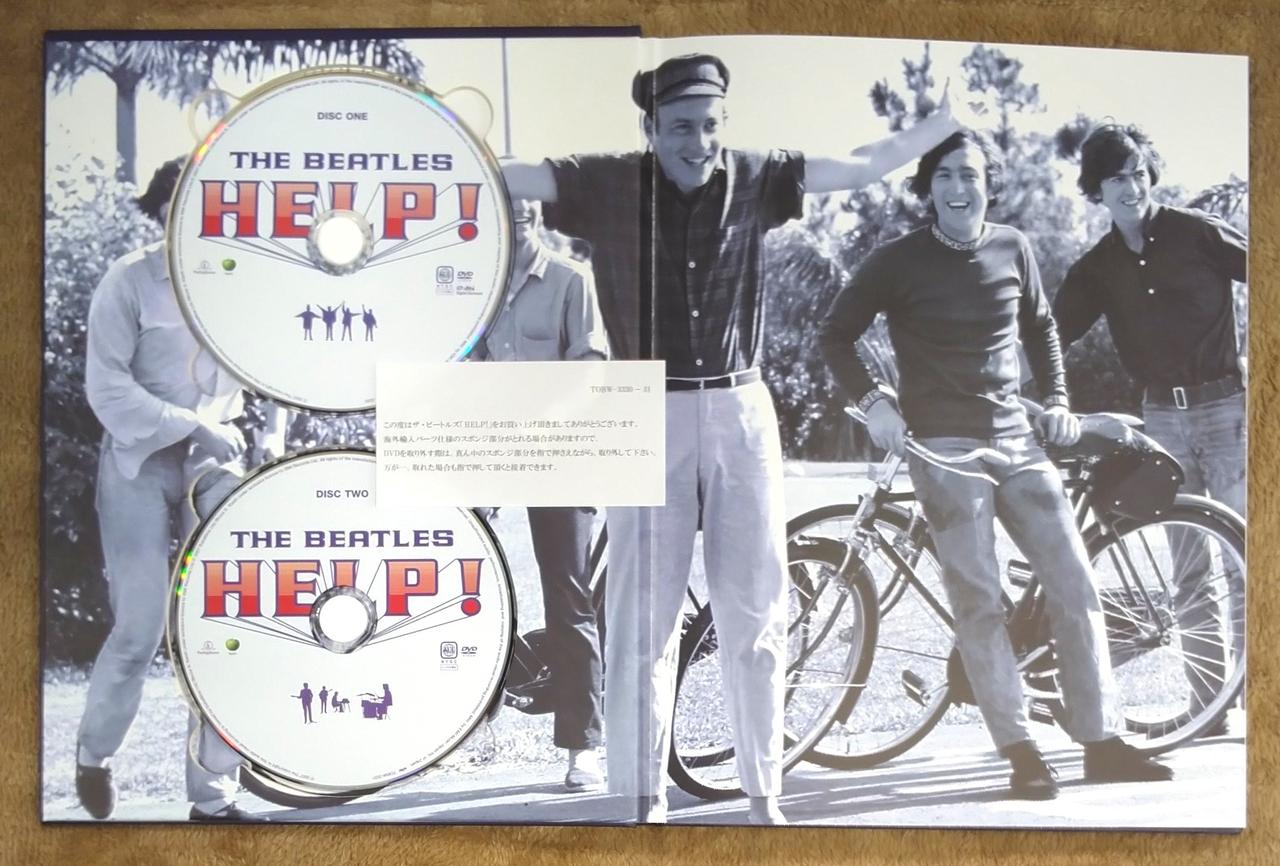 DISC ONE
THE BEATLES
HELP!
DVD
TOBW-3330～31
この度はザ・ビートルズ「HELP!」をお買い上げ頂きましてありがとうございます。
海外輸入パーツ仕様のスポンジ部分がとれる場合がありますので、
DVDを取り外す際は、真ん中のスポンジ部分を指で押さえながら、取り外して下さい。
万が一、取れた場合も指で押して頂くと接着できます。
DISC TWO
THE BEATLES
HELP!
DVD